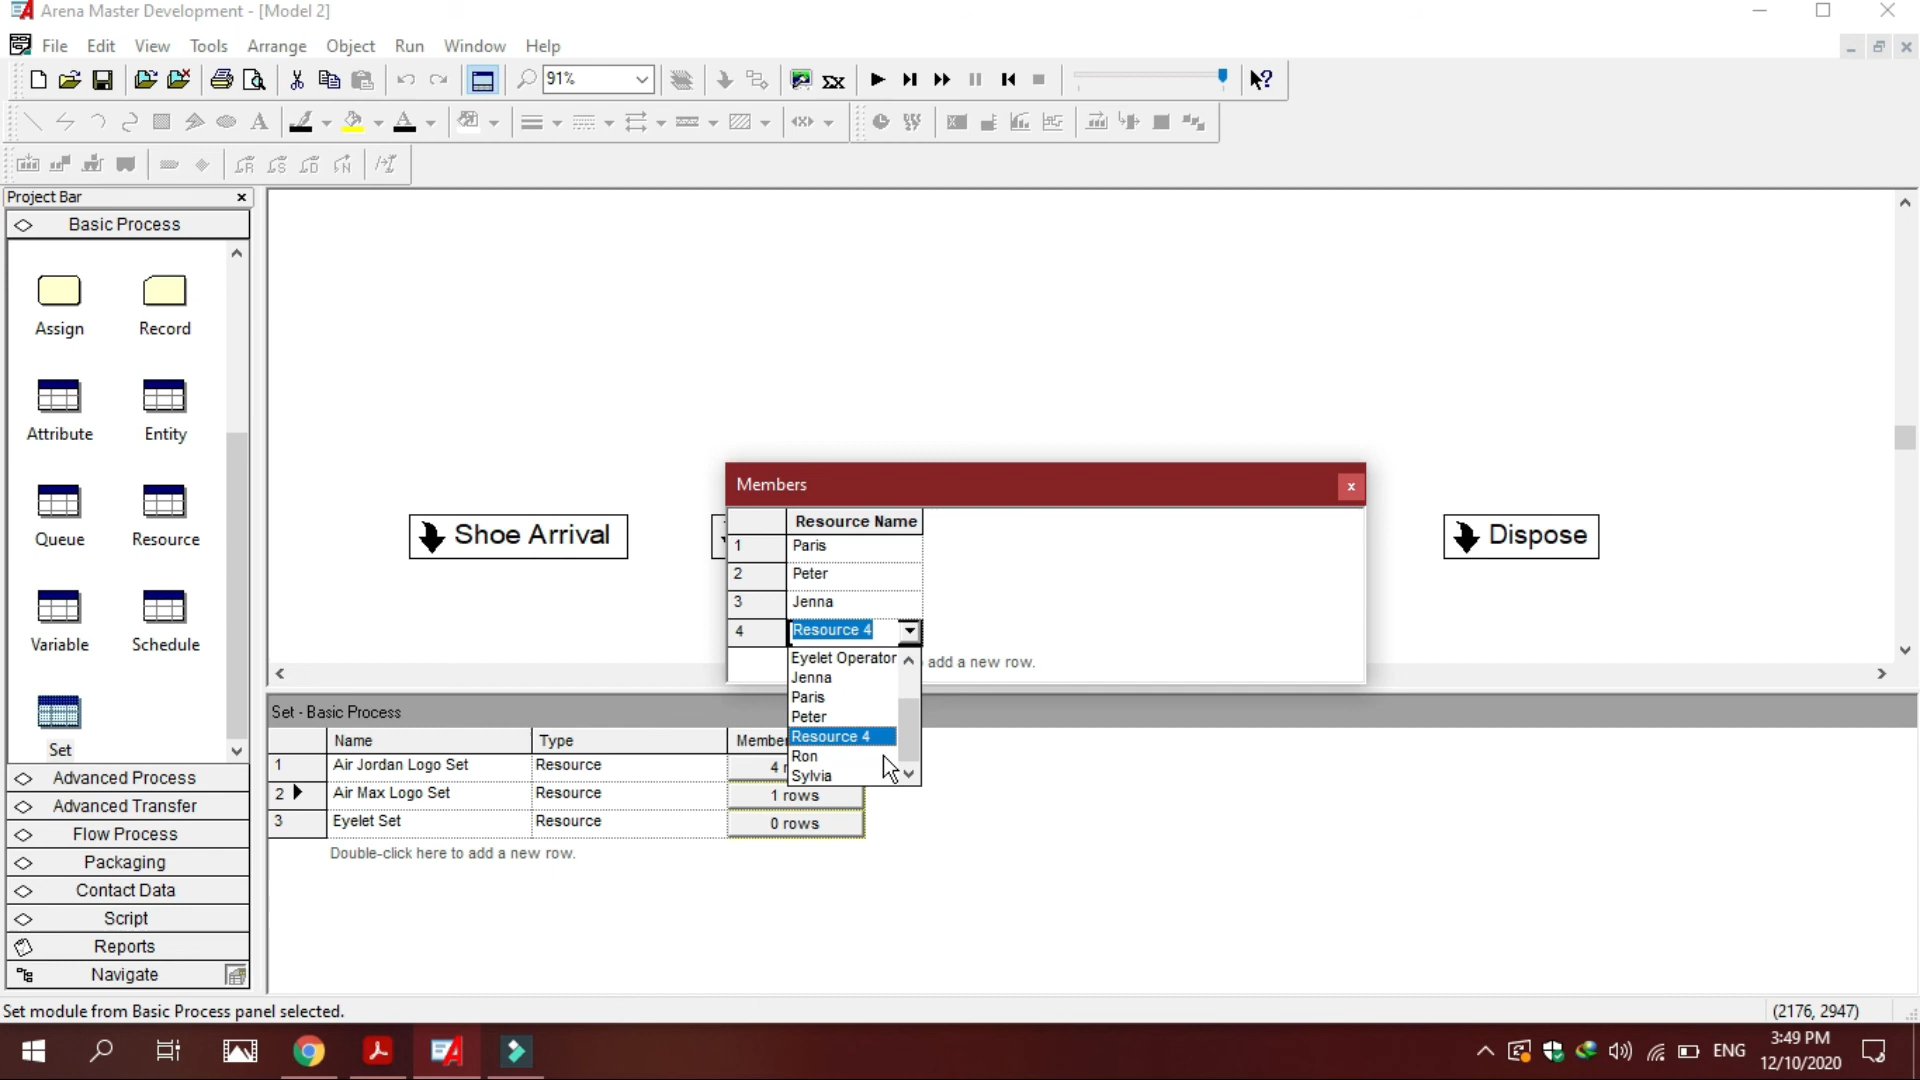 Arena Master Development - [Model 2]
File Edit View Tools Arrange Object Run Window Help
91%
Project Bar
Basic Process
Assign Record
Attribute Entity
Queue Resource
Variable Schedule
Set
Advanced Process
Advanced Transfer
Flow Process
Packaging
Contact Data
Script
Reports
Navigate
Shoe Arrival
Dispose
Members
Resource Name
1 Paris
2 Peter
3 Jenna
4 Resource 4
add a new row.
Eyelet Operator
Jenna
Paris
Peter
Resource 4
Ron
Sylvia
Set - Basic Process
Name Type
1 Air Jordan Logo Set Resource 4
2 Air Max Logo Set Resource 1 rows
3 Eyelet Set Resource 0 rows
Double-click here to add a new row.
Set module from Basic Process panel selected.
(2176, 2947)
ENG
3:49 PM
12/10/2020